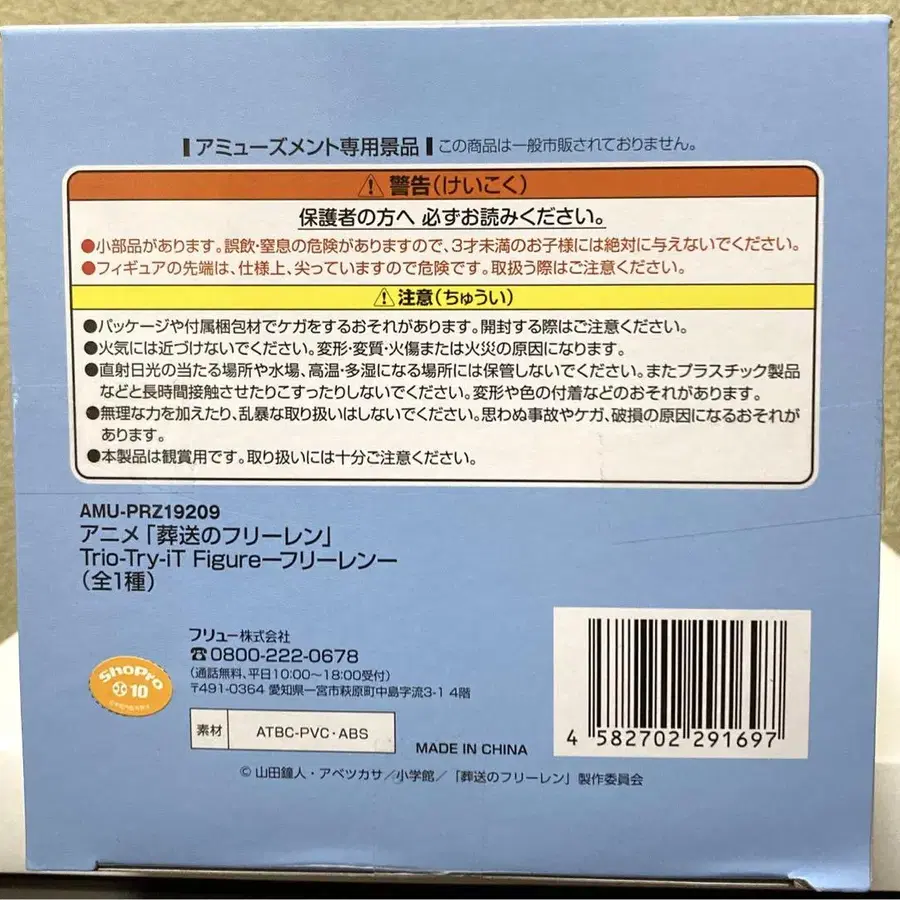 アミューズメント専用景品 この商品は一般市販されておりません。
⚠ 警告(けいこく)
保護者の方へ 必ずお読みください。
●小部品があります。誤飲・窒息の危険がありますので、3才未満のお子様には絶対に与えないでください。
●フィギュアの先端は、仕様上、尖っていますので危険です。取扱う際はご注意ください。
⚠ 注意(ちゅうい)
●パッケージや付属梱包材でケガをするおそれがあります。開封する際はご注意ください。
●火気には近づけないでください。変形・変質・火傷または火災の原因になります。
●直射日光の当たる場所や水場、高温・多湿になる場所には保管しないでください。またプラスチック製品
などと長時間接触させたりこすったりしないでください。変形や色の付着などのおそれがあります。
●無理な力を加えたり、乱暴な取り扱いはしないでください。思わぬ事故やケガ、破損の原因になるおそれが
あります。
●本製品は観賞用です。取り扱いには十分ご注意ください。
AMU-PRZ19209
アニメ「葬送のフリーレン」
Trio-Try-iT Figureーフリーレンー
(全1種)
フリュー株式会社
☎0800-222-0678
(通話無料、平日10:00〜18:00受付)
〒491-0364 愛知県一宮市萩原町中島字流3-1 4階
ShoPro
10
素材 ATBC-PVC・ABS
MADE IN CHINA
4 582702 291697
© 山田鐘人・アベツカサ/小学館/「葬送のフリーレン」製作委員会